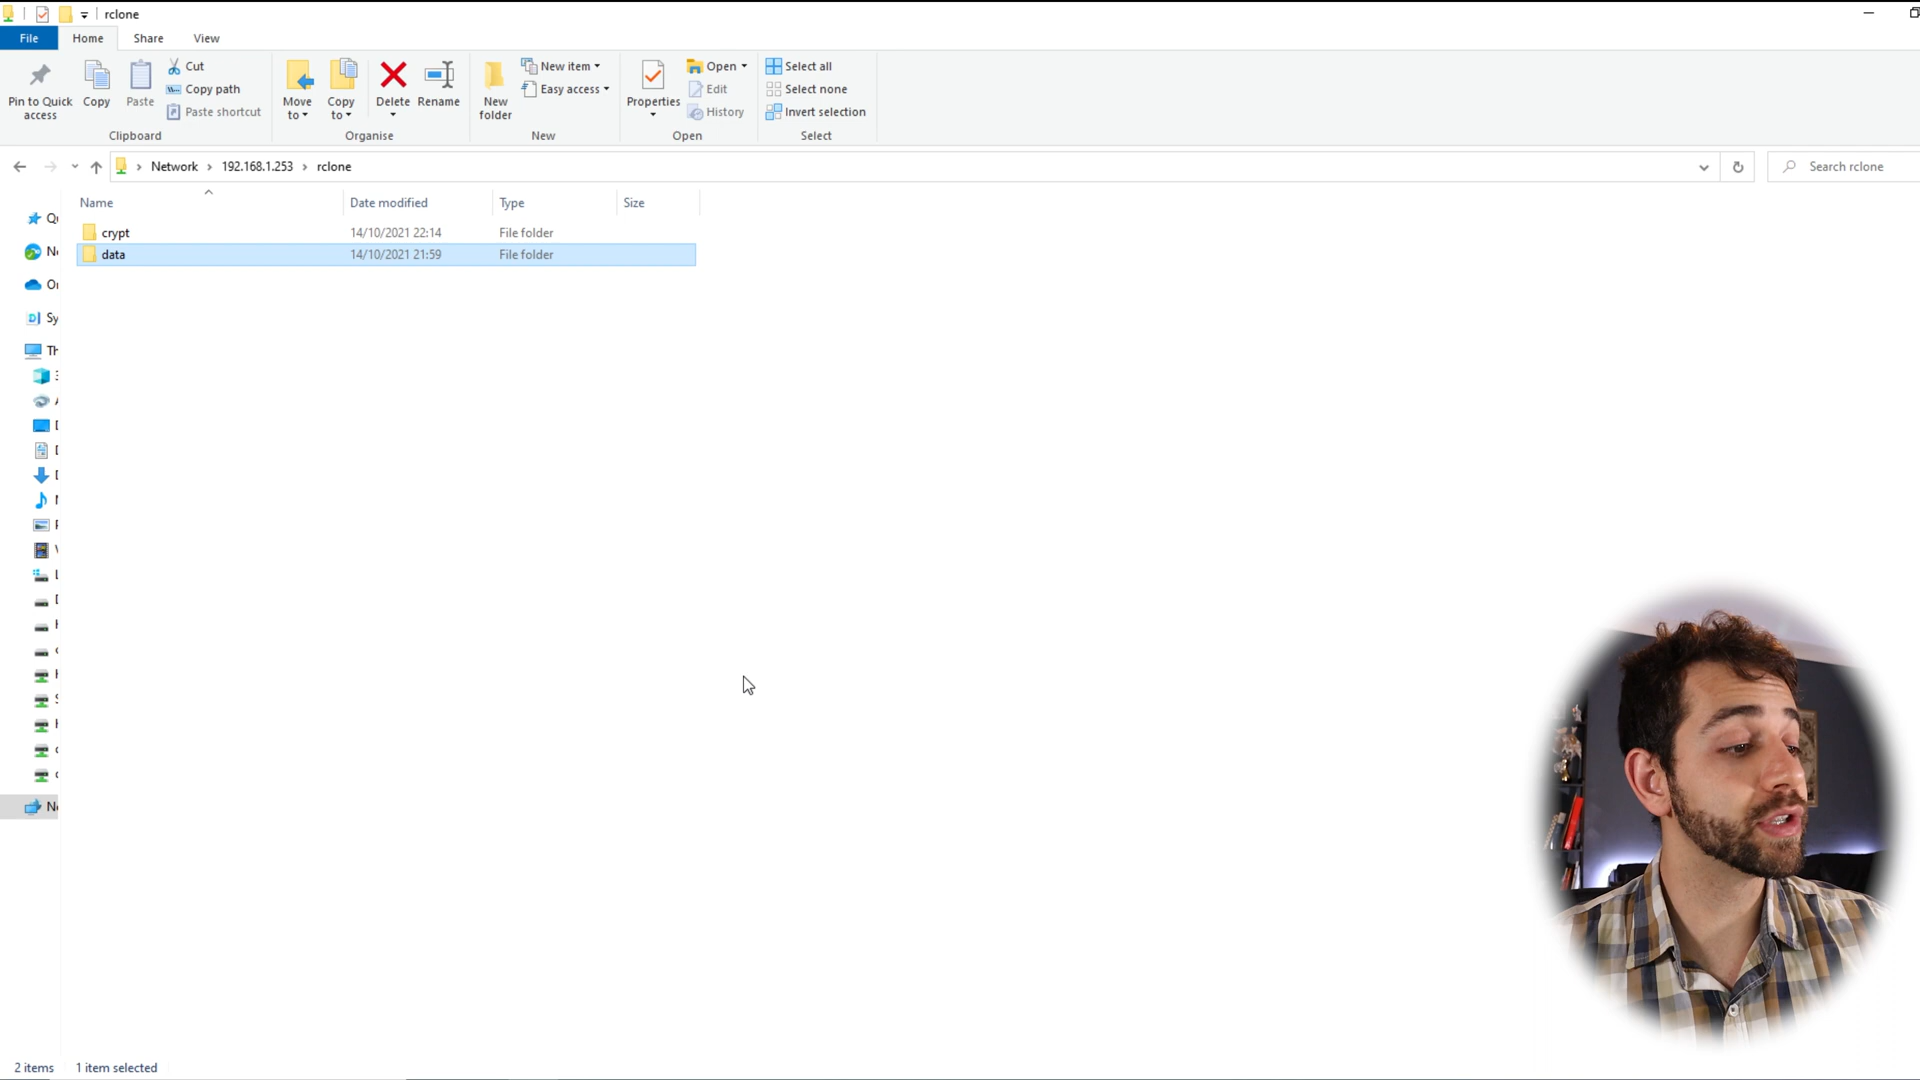 rclone
File Home Share View
Pin to Quick access
Copy
Paste
Cut
Copy path
Paste shortcut
Clipboard
Move to
Copy to
Delete
Rename
Organise
New folder
New item
Easy access
New
Properties
Open
Edit
History
Open
Select all
Select none
Invert selection
Select
Network › 192.168.1.253 › rclone
Search rclone
Name Date modified Type Size
crypt 14/10/2021 22:14 File folder
data 14/10/2021 21:59 File folder
2 items 1 item selected